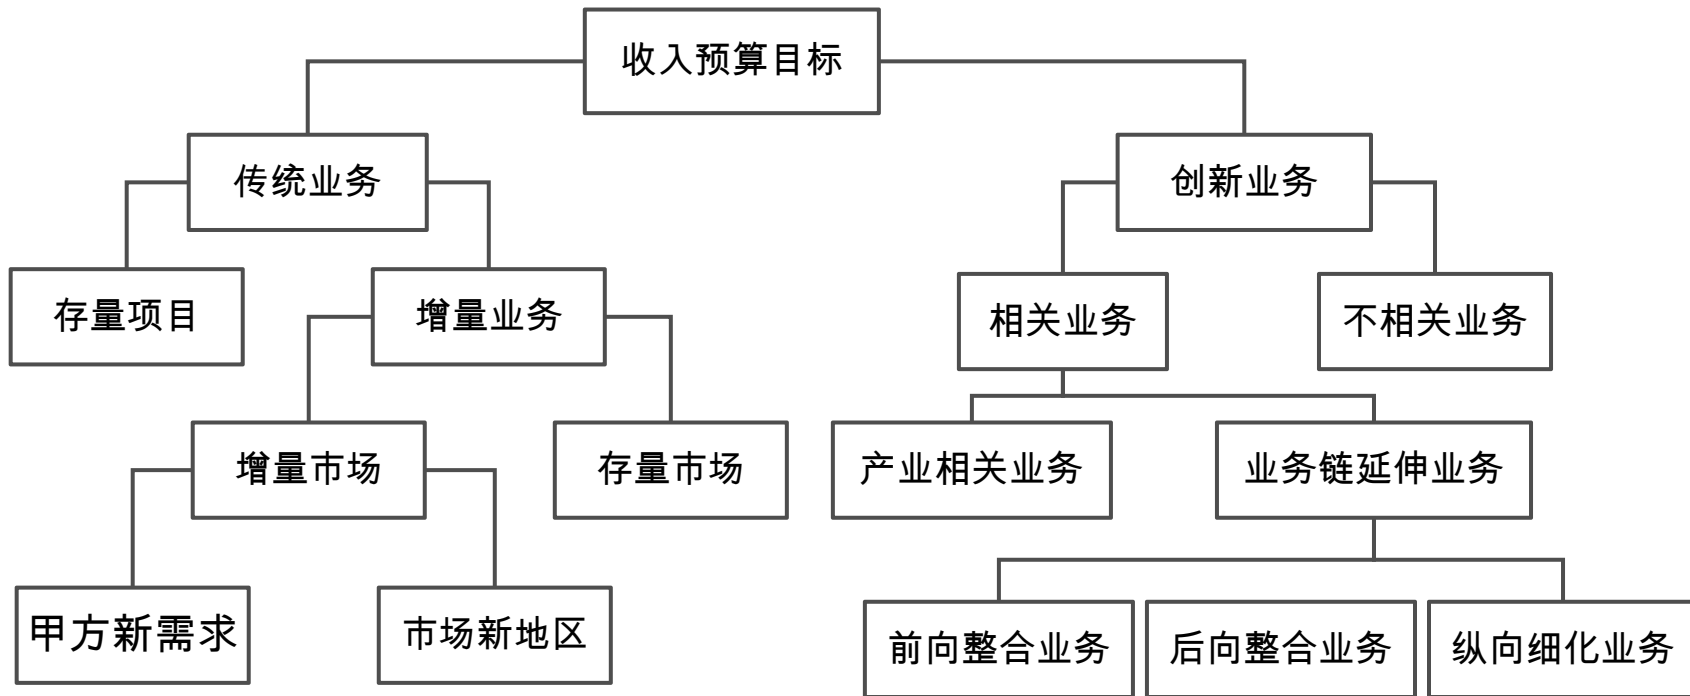 收入预算目标
传统业务
创新业务
存量项目
增量业务
相关业务
不相关业务
增量市场
存量市场
产业相关业务
业务链延伸业务
甲方新需求
市场新地区
前向整合业务
后向整合业务
纵向细化业务